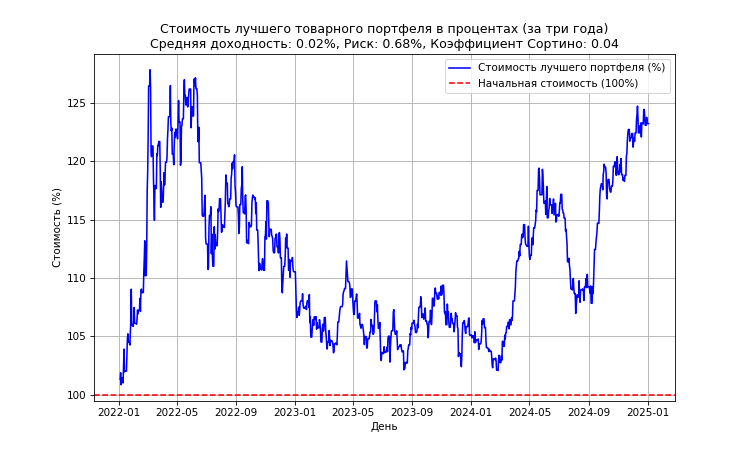 Стоимость лучшего товарного портфеля в процентах (за три года)
Средняя доходность: 0.02%, Риск: 0.68%, Коэффициент Сортино: 0.04
Стоимость лучшего портфеля (%)
Начальная стоимость (100%)
Стоимость (%)
125
120
115
110
105
100
2022-01 2022-05 2022-09 2023-01 2023-05 2023-09 2024-01 2024-05 2024-09 2025-01
День